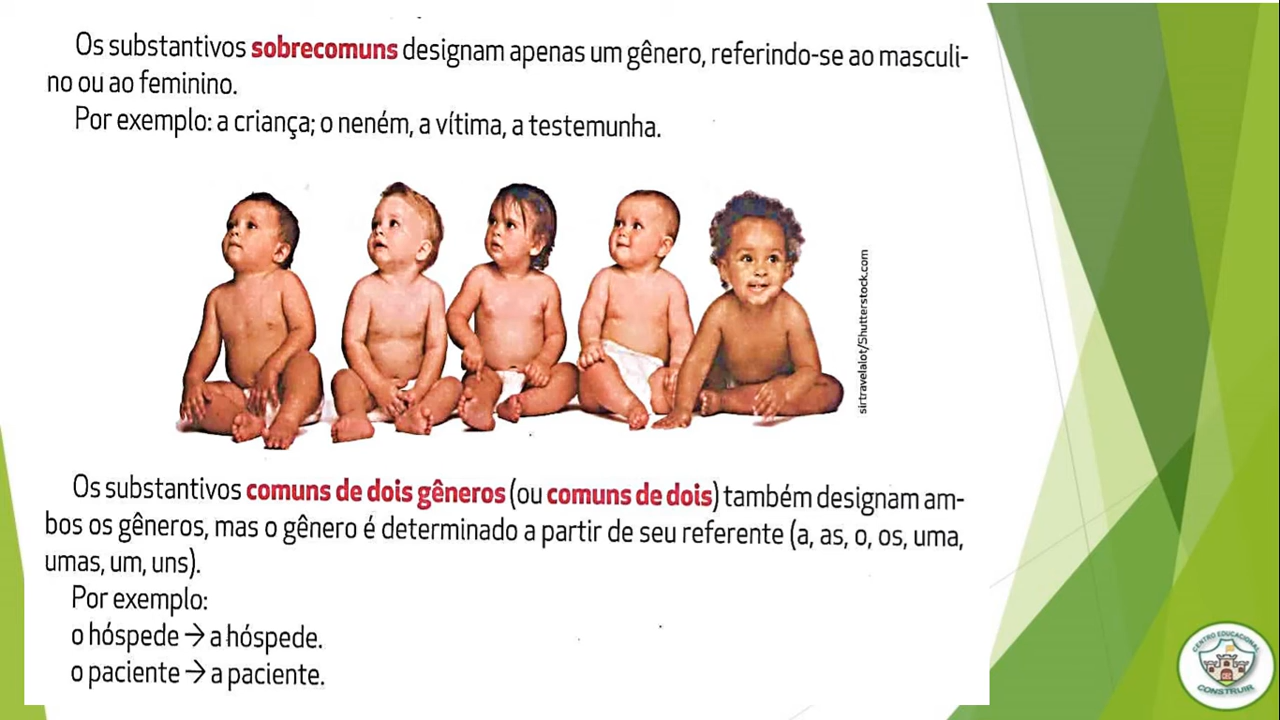 Os substantivos sobrecomuns designam apenas um gênero, referindo-se ao masculi-
no ou ao feminino.
Por exemplo: a criança; o neném, a vítima, a testemunha.
sirtravelalot/Shutterstock.com
Os substantivos comuns de dois gêneros (ou comuns de dois) também designam am-
bos os gêneros, mas o gênero é determinado a partir de seu referente (a, as, o, os, uma,
umas, um, uns).
Por exemplo:
o hóspede → a hóspede.
o paciente → a paciente.
CENTRO EDUCACIONAL
CONSTRUIR